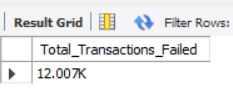 Result Grid Filter Rows:
Total_Transactions_Failed
12.007K